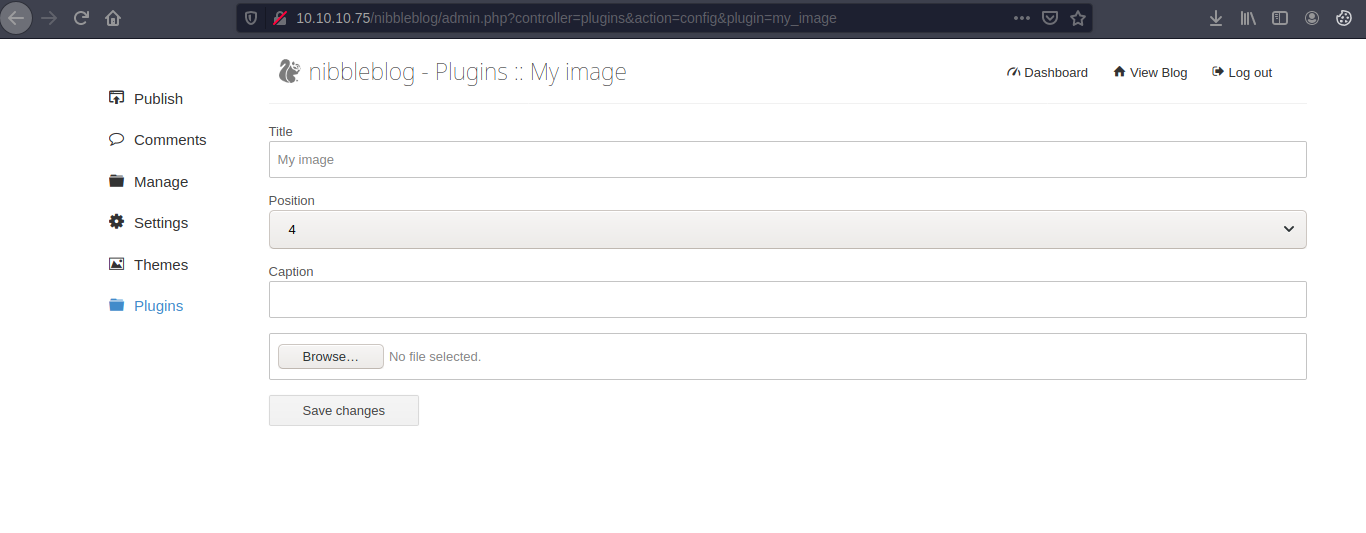 10.10.10.75/nibbleblog/admin.php?controller=plugins&action=config&plugin=my_image
nibbleblog - Plugins :: My image
Dashboard
View Blog
Log out
Publish
Comments
Manage
Settings
Themes
Plugins
Title
My image
Position
4
Caption
Browse…
No file selected.
Save changes